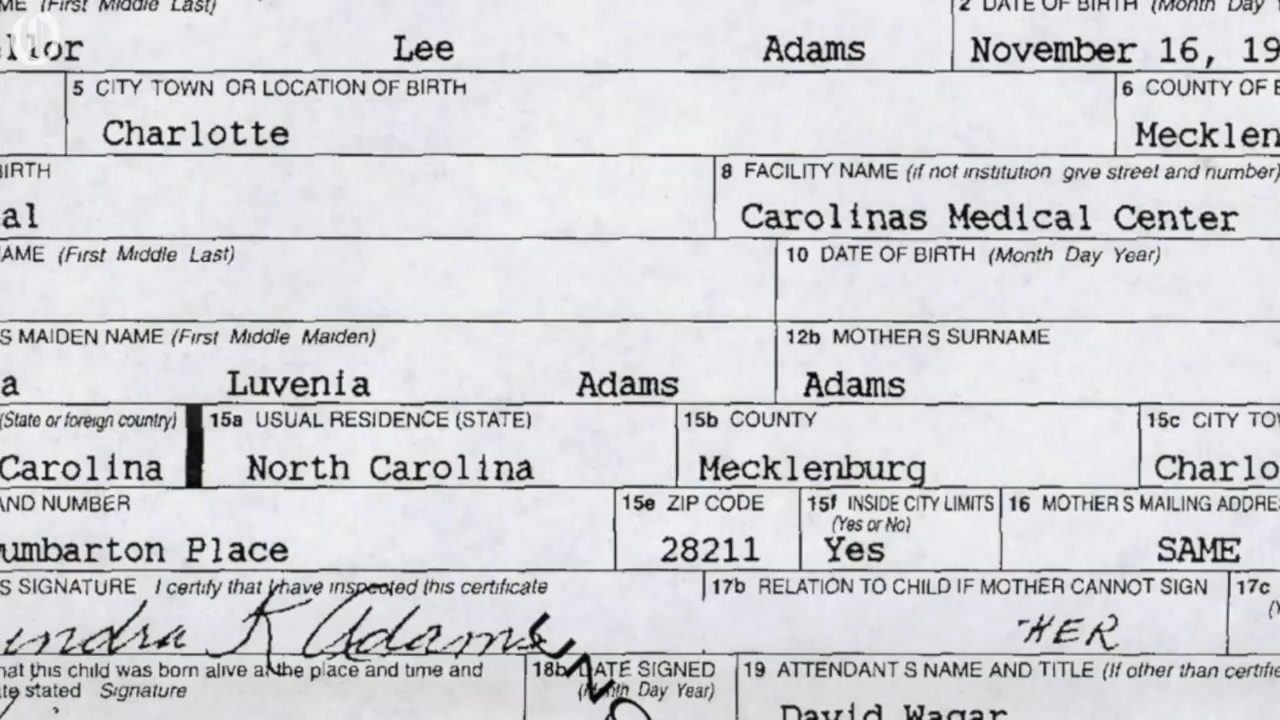 ME (First Middle Last)
2 DATE OF BIRTH (Month Day
ellor Lee Adams
November 16, 19
5 CITY TOWN OR LOCATION OF BIRTH
6 COUNTY OF B
Charlotte
Mecklen
BIRTH
8 FACILITY NAME (if not institution give street and number)
al
Carolinas Medical Center
AME (First Middle Last)
10 DATE OF BIRTH (Month Day Year)
S MAIDEN NAME (First Middle Maiden)
12b MOTHER S SURNAME
a Luvenia Adams
Adams
(State or foreign country)
15a USUAL RESIDENCE (STATE)
15b COUNTY
15c CITY TO
Carolina
North Carolina
Mecklenburg
Charlo
AND NUMBER
15e ZIP CODE
15f INSIDE CITY LIMITS
(Yes or No)
16 MOTHER S MAILING ADDRE
umbarton Place
28211
Yes
SAME
S SIGNATURE I certify that I have inspected this certificate
17b RELATION TO CHILD IF MOTHER CANNOT SIGN
17c
ndra K Adams
HER
hat this child was born alive at the place and time and
te stated Signature
18b DATE SIGNED
(Month Day Year)
19 ATTENDANT S NAME AND TITLE (If other than certifie
David Wagar